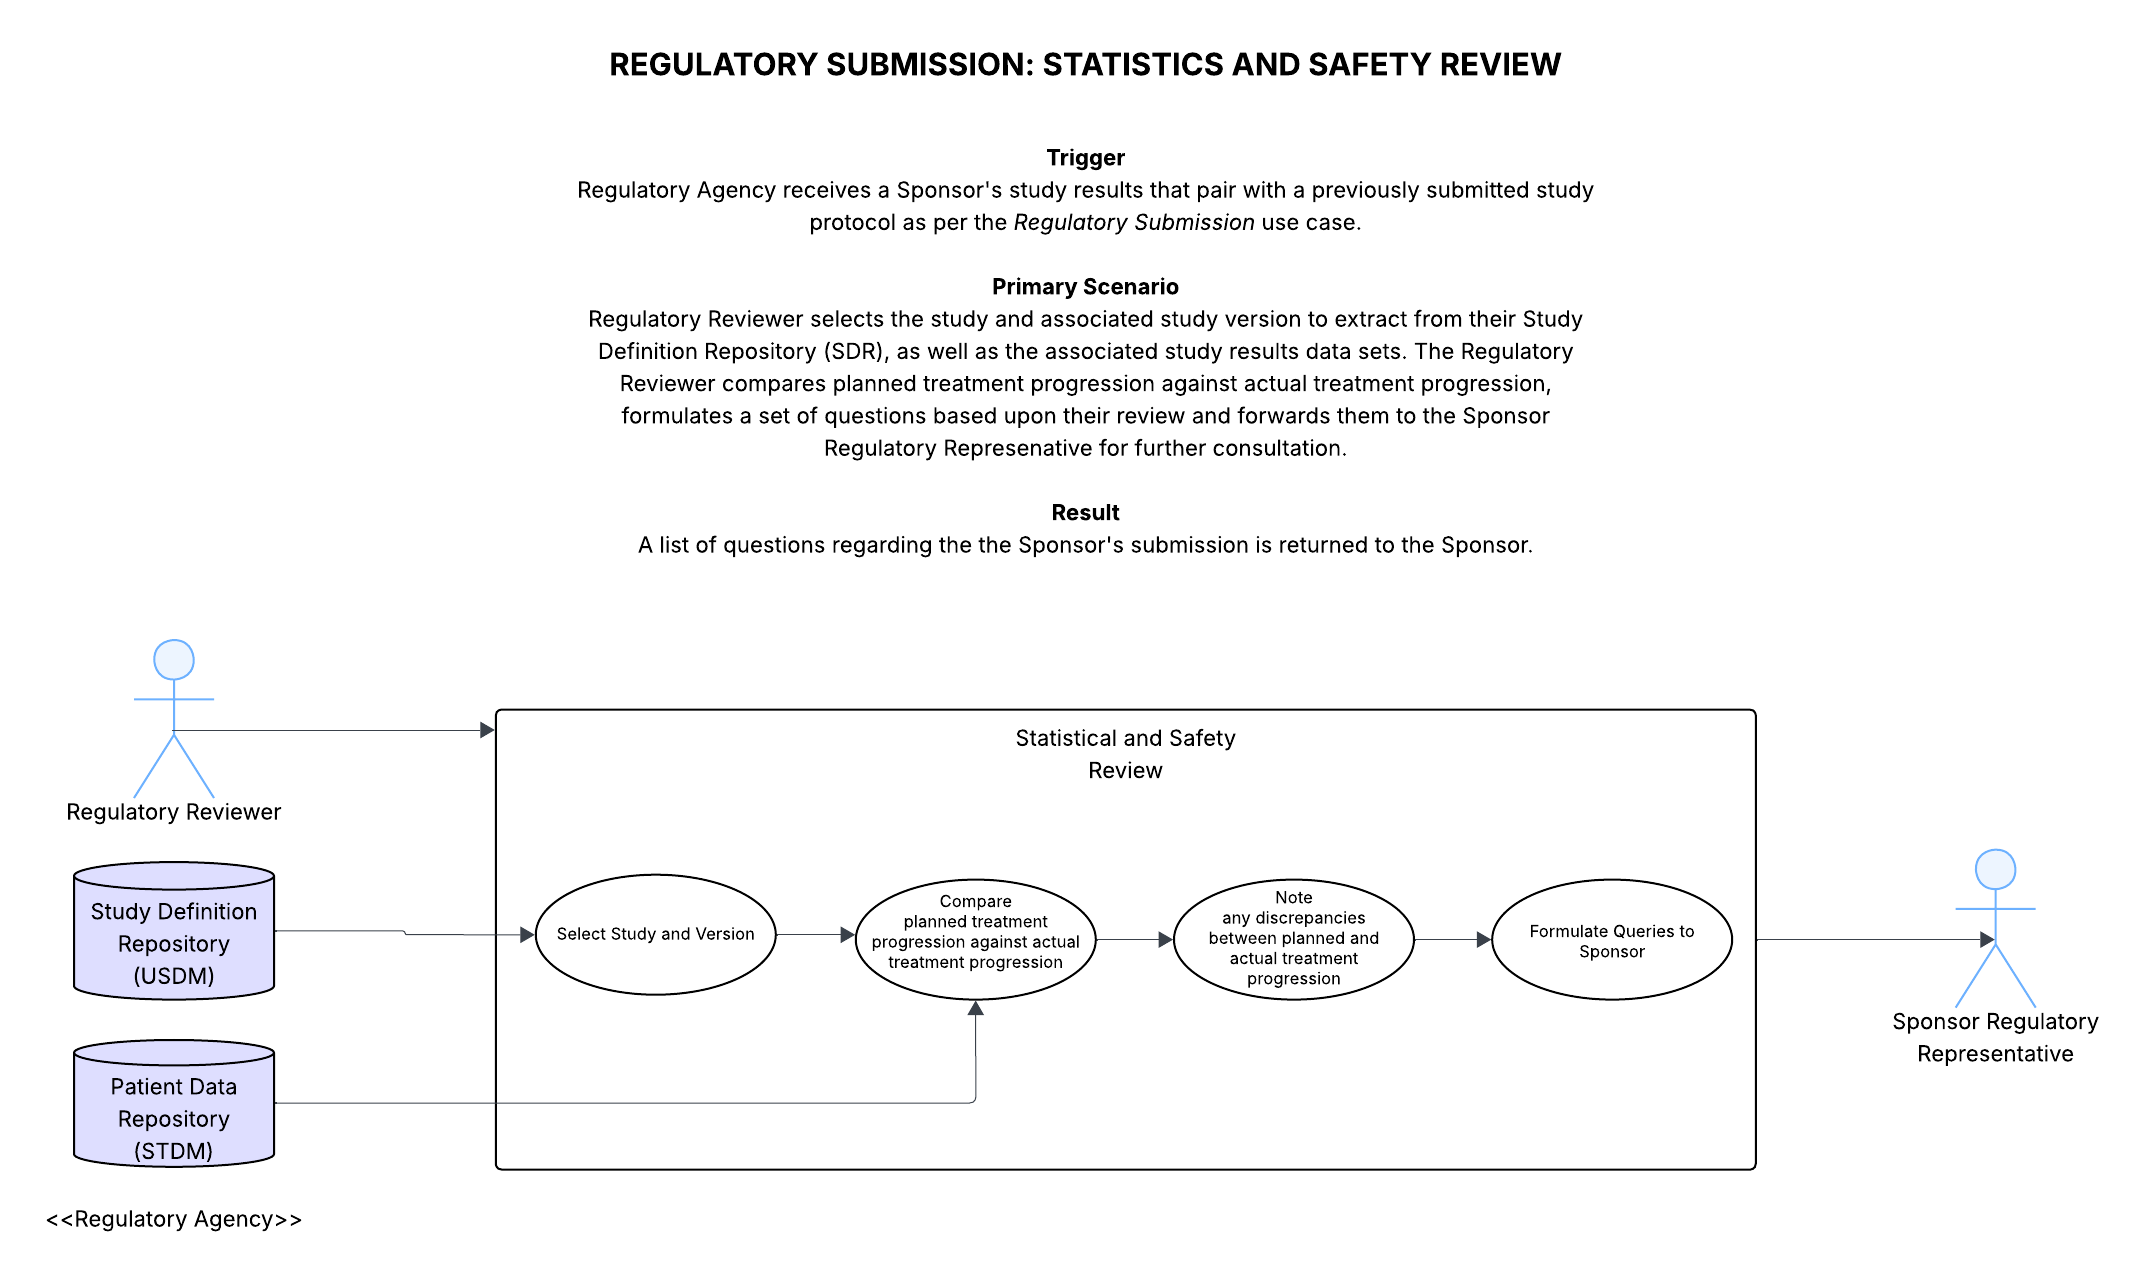 REGULATORY SUBMISSION: STATISTICS AND SAFETY REVIEW
Trigger
Regulatory Agency receives a Sponsor's study results that pair with a previously submitted study
protocol as per the Regulatory Submission use case.
Primary Scenario
Regulatory Reviewer selects the study and associated study version to extract from their Study
Definition Repository (SDR), as well as the associated study results data sets. The Regulatory
Reviewer compares planned treatment progression against actual treatment progression,
formulates a set of questions based upon their review and forwards them to the Sponsor
Regulatory Represenative for further consultation.
Result
A list of questions regarding the the Sponsor's submission is returned to the Sponsor.
Regulatory Reviewer
Statistical and Safety
Review
Study Definition
Repository
(USDM)
Select Study and Version
Compare
planned treatment
progression against actual
treatment progression
Note
any discrepancies
between planned and
actual treatment
progression
Formulate Queries to
Sponsor
Sponsor Regulatory
Representative
Patient Data
Repository
(STDM)
<<Regulatory Agency>>